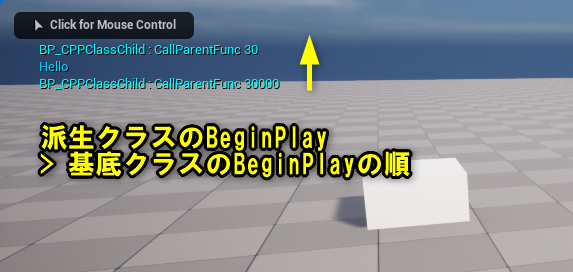 Click for Mouse Control
BP_CPPClassChild : CallParentFunc 30
Hello
BP_CPPClassChild : CallParentFunc 30000
派生クラスのBeginPlay
> 基底クラスのBeginPlayの順